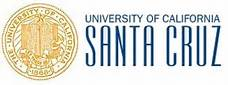 UNIVERSITY OF CALIFORNIA
SANTA CRUZ
THE UNIVERSITY OF CALIFORNIA
1868